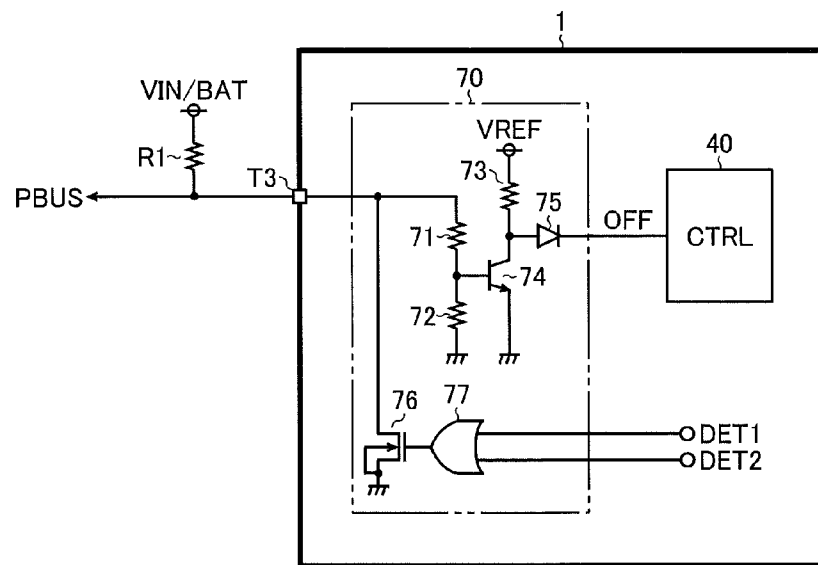 1
70
VIN/BAT
VREF
40
R1
73
T3
75
PBUS
OFF
CTRL
71
74
72
76
77
DET1
DET2